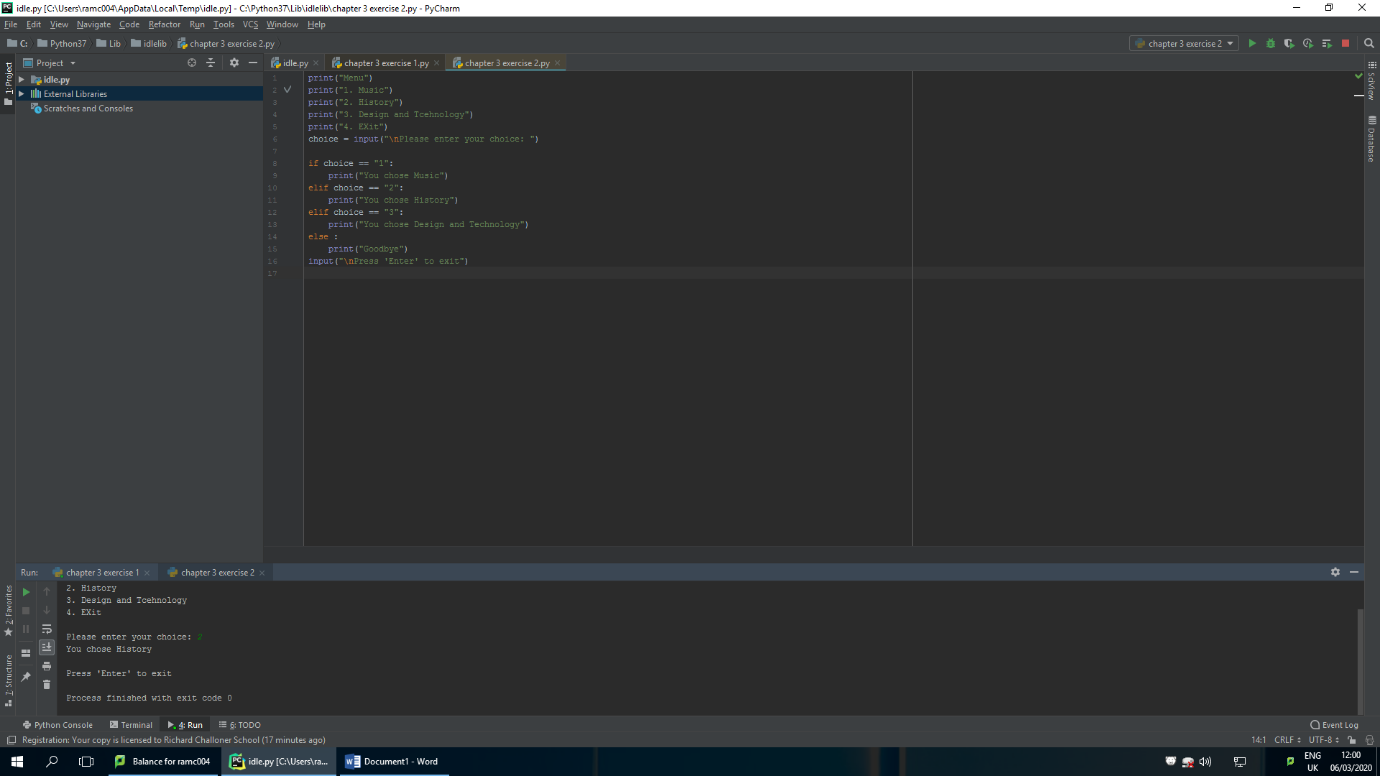 idle.py [C:\Users\ramc004\AppData\Local\Temp\idle.py] - C:\Python37\Lib\idlelib\chapter 3 exercise 2.py - PyCharm
File Edit View Navigate Code Refactor Run Tools VCS Window Help
C: Python37 Lib idlelib chapter 3 exercise 2.py
chapter 3 exercise 2
Project
idle.py chapter 3 exercise 1.py chapter 3 exercise 2.py
1: Project
idle.py
External Libraries
Scratches and Consoles
SciView
Database
1 print("Menu")
2 print("1. Music")
3 print("2. History")
4 print("3. Design and Tcehnology")
5 print("4. EXit")
6 choice = input("\nPlease enter your choice: ")
7
8 if choice == "1":
9 print("You chose Music")
10 elif choice == "2":
11 print("You chose History")
12 elif choice == "3":
13 print("You chose Design and Technology")
14 else :
15 print("Goodbye")
16 input("\nPress 'Enter' to exit")
17
Run: chapter 3 exercise 1 chapter 3 exercise 2
2: Favorites
Z: Structure
2. History
3. Design and Tcehnology
4. EXit
Please enter your choice: 2
You chose History
Press 'Enter' to exit
Process finished with exit code 0
Python Console Terminal 4: Run 6: TODO Event Log
Registration: Your copy is licensed to Richard Challoner School (17 minutes ago) 14:1 CRLF UTF-8
Balance for ramc004 idle.py [C:\Users\ra... Document1 - Word
ENG 12:00
UK 06/03/2020